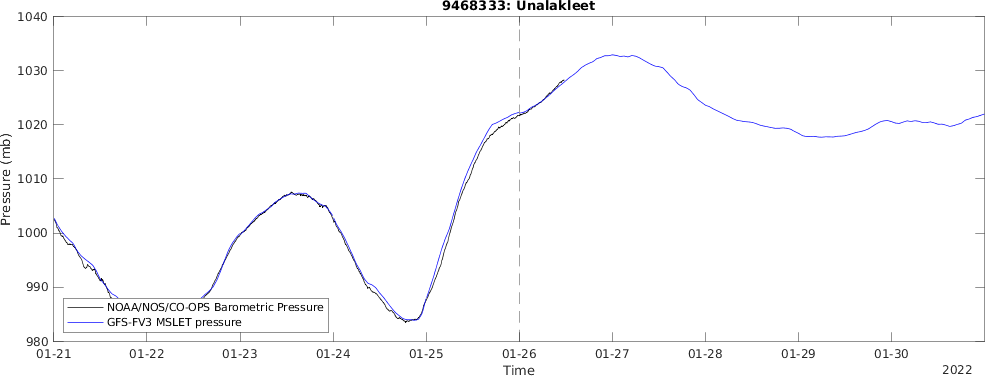 9468333: Unalakleet
1040
1030
1020
1010
1000
990
980
Pressure (mb)
NOAA/NOS/CO-OPS Barometric Pressure
GFS-FV3 MSLET pressure
01-21 01-22 01-23 01-24 01-25 01-26 01-27 01-28 01-29 01-30
Time
2022